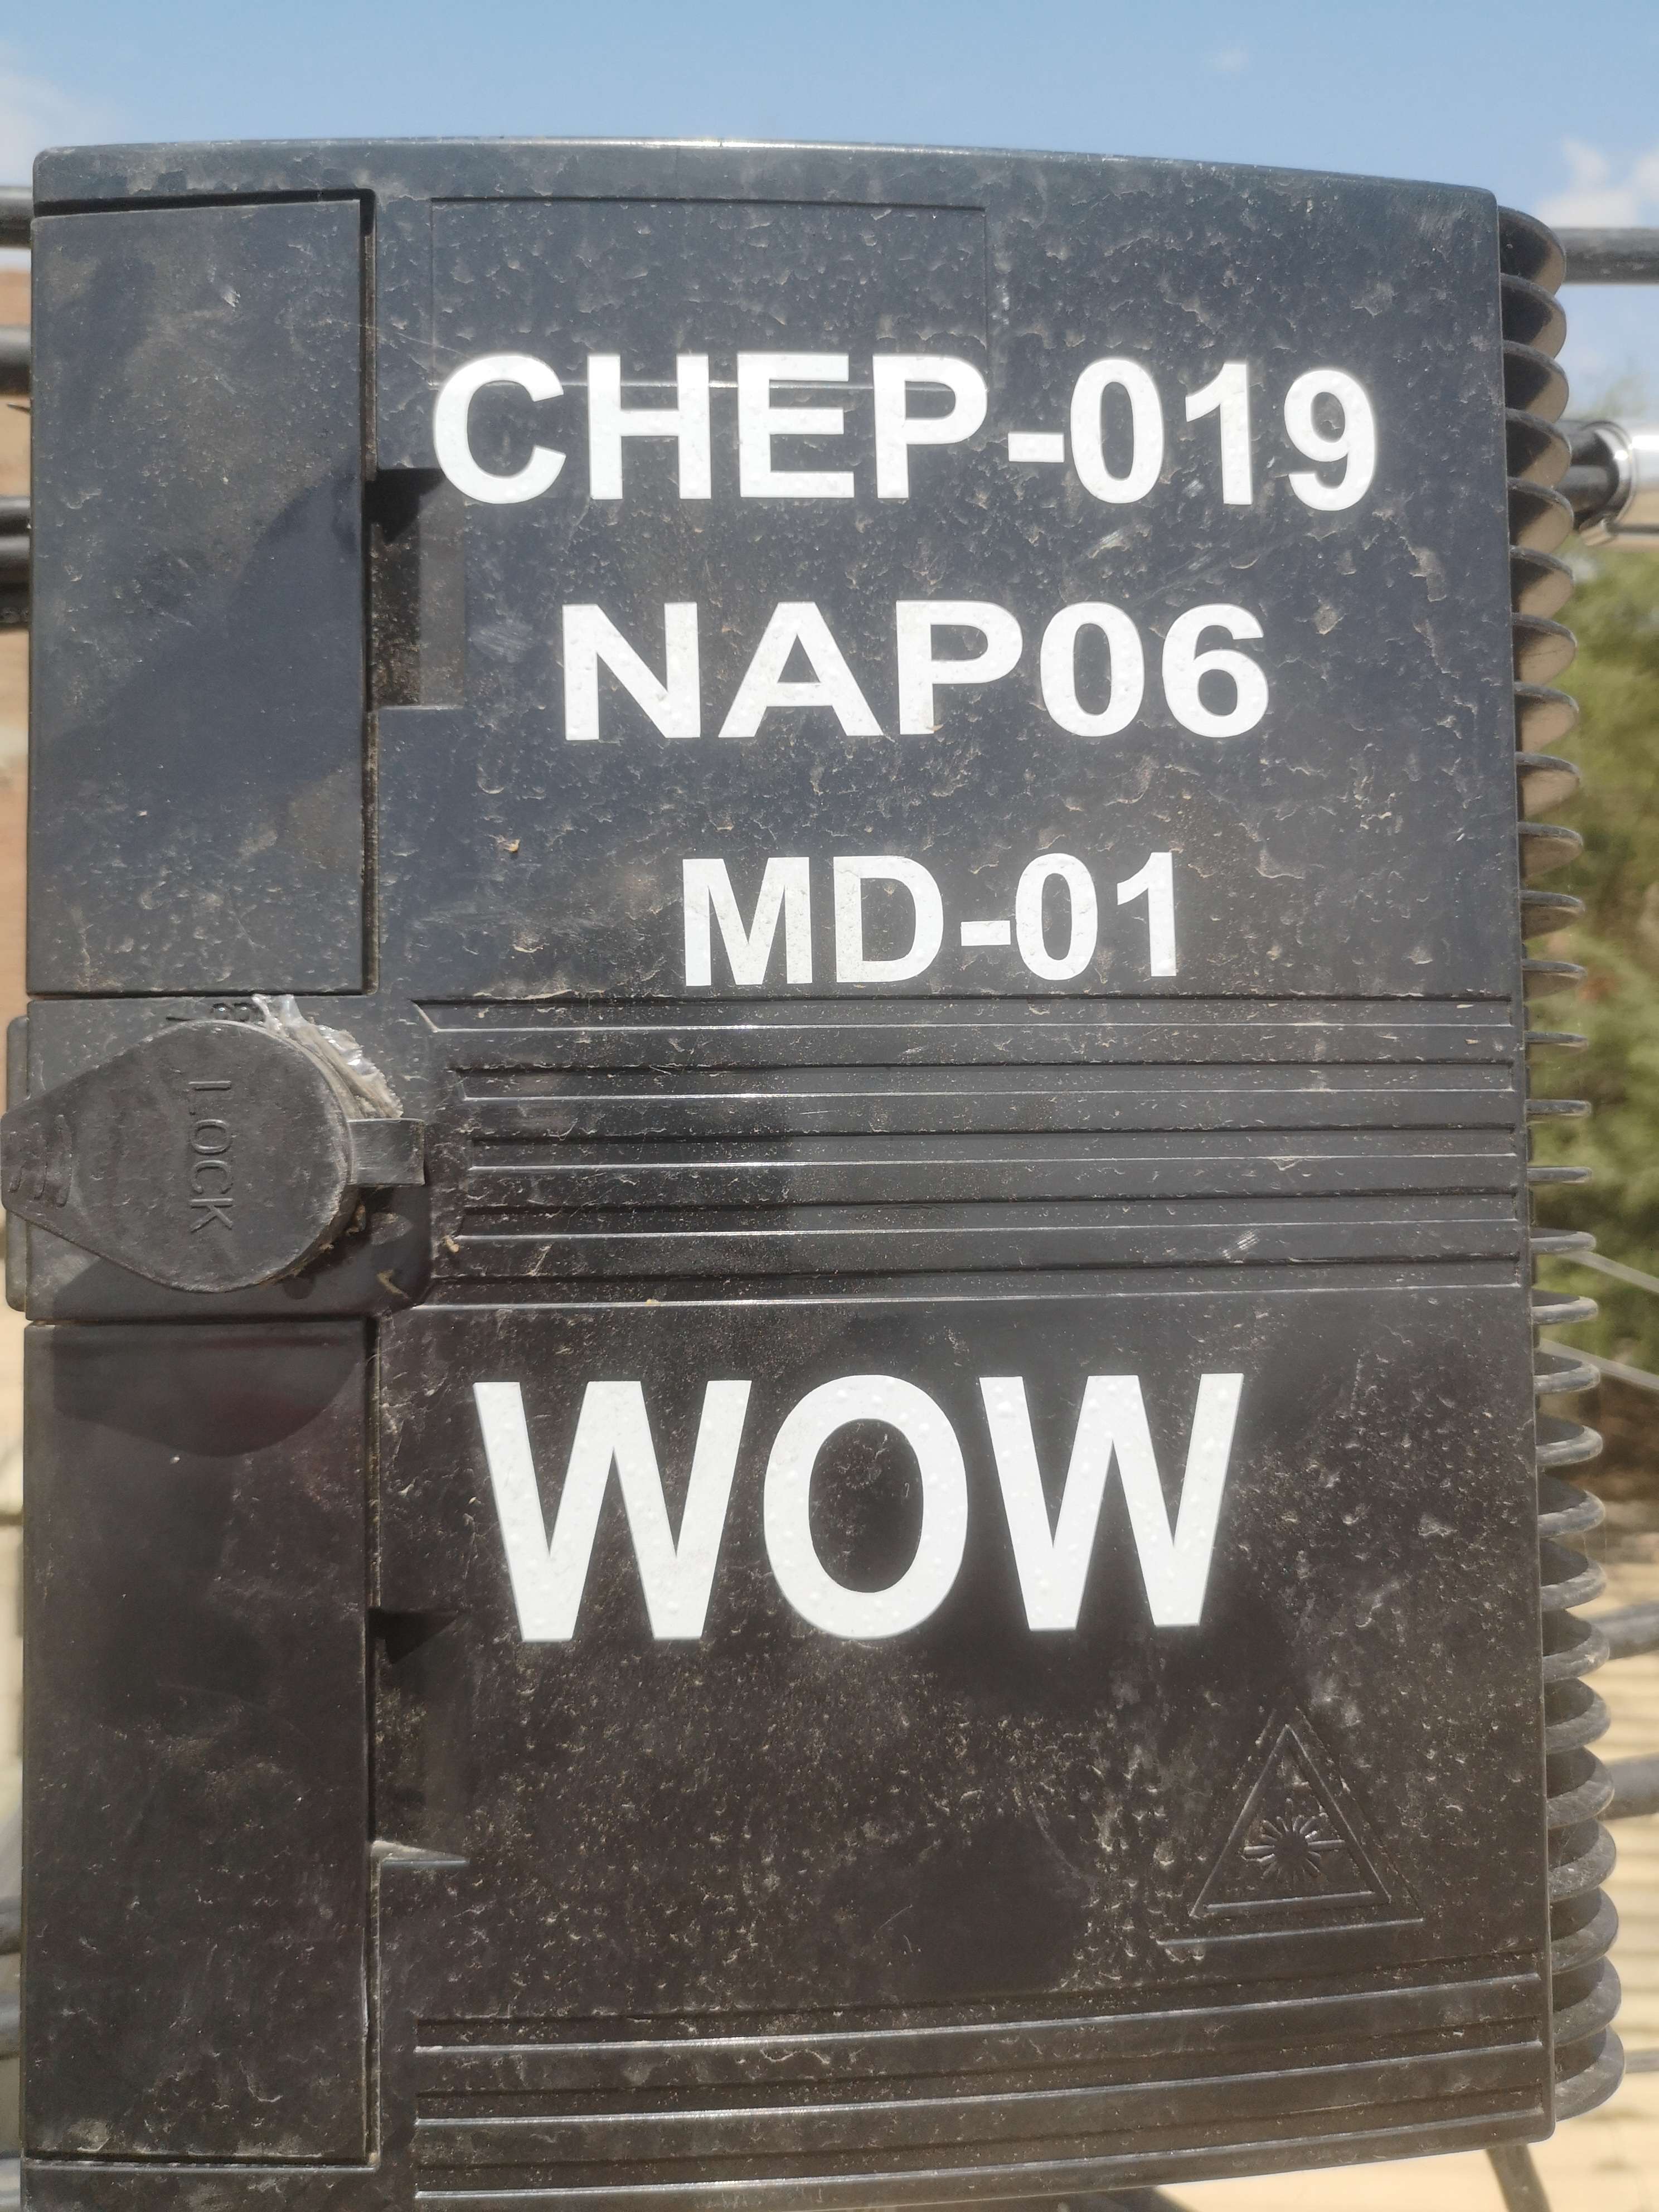 CHEP-019
NAP06
MD-01
LOCK
WOW